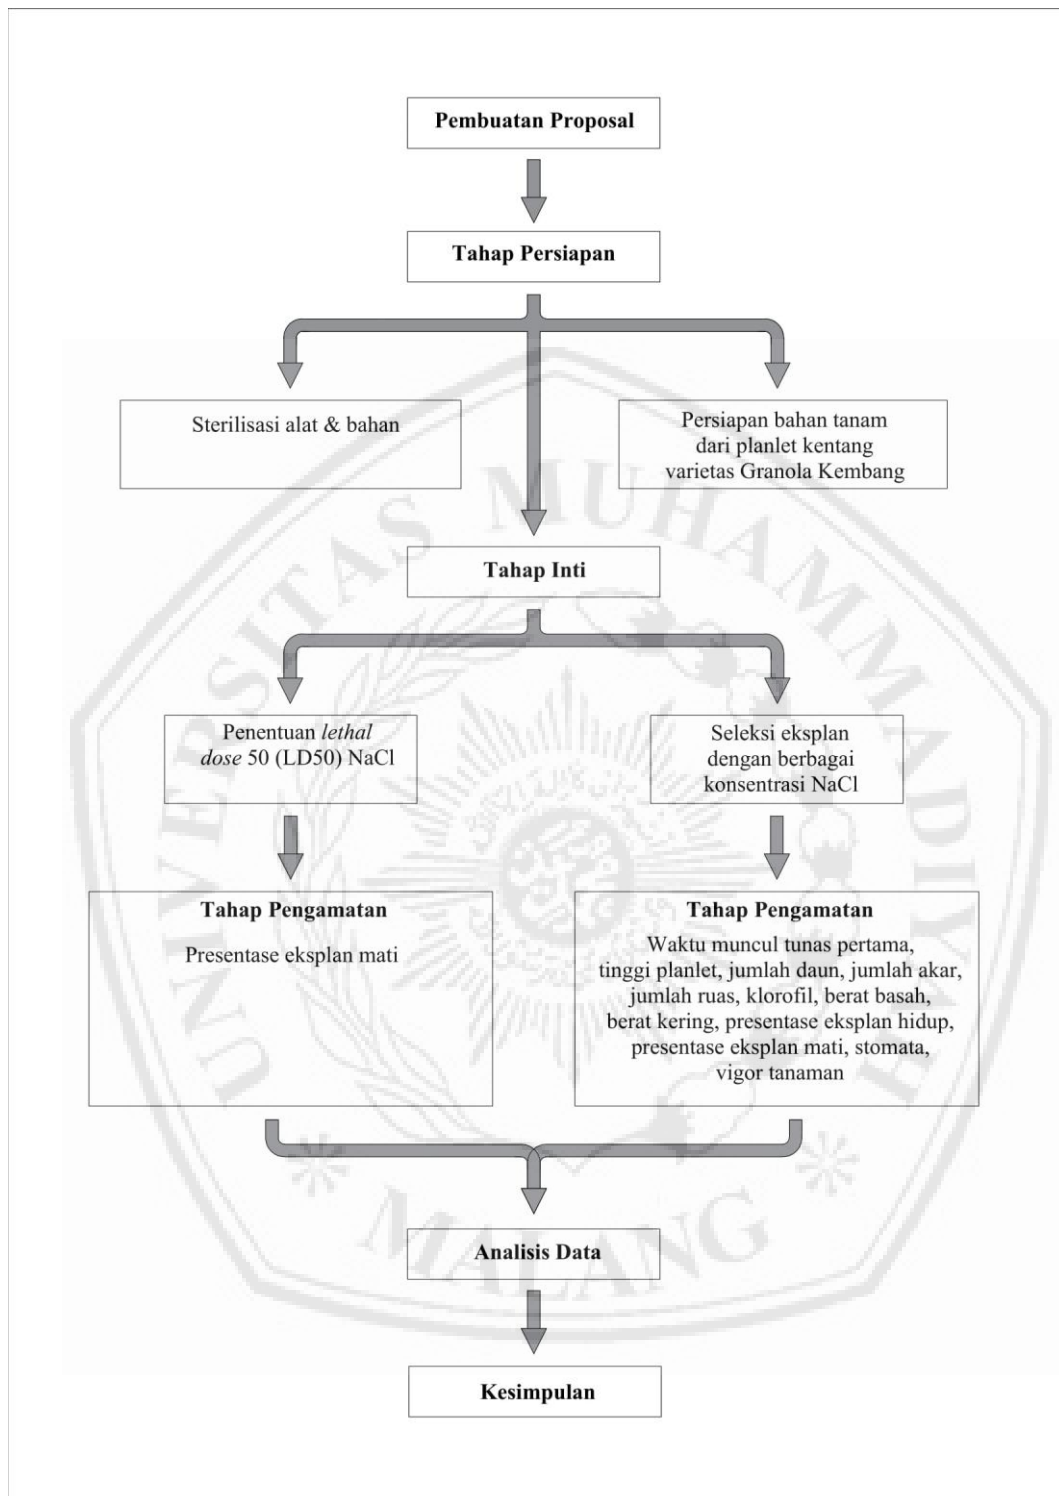 Pembuatan Proposal
Tahap Persiapan
Sterilisasi alat & bahan
Persiapan bahan tanam
dari planlet kentang
varietas Granola Kembang
Tahap Inti
Penentuan lethal
dose 50 (LD50) NaCl
Seleksi eksplan
dengan berbagai
konsentrasi NaCl
Tahap Pengamatan
Presentase eksplan mati
Tahap Pengamatan
Waktu muncul tunas pertama,
tinggi planlet, jumlah daun, jumlah akar,
jumlah ruas, klorofil, berat basah,
berat kering, presentase eksplan hidup,
presentase eksplan mati, stomata,
vigor tanaman
Analisis Data
Kesimpulan
UNIVERSITAS MUHAMMADIYAH
MALANG